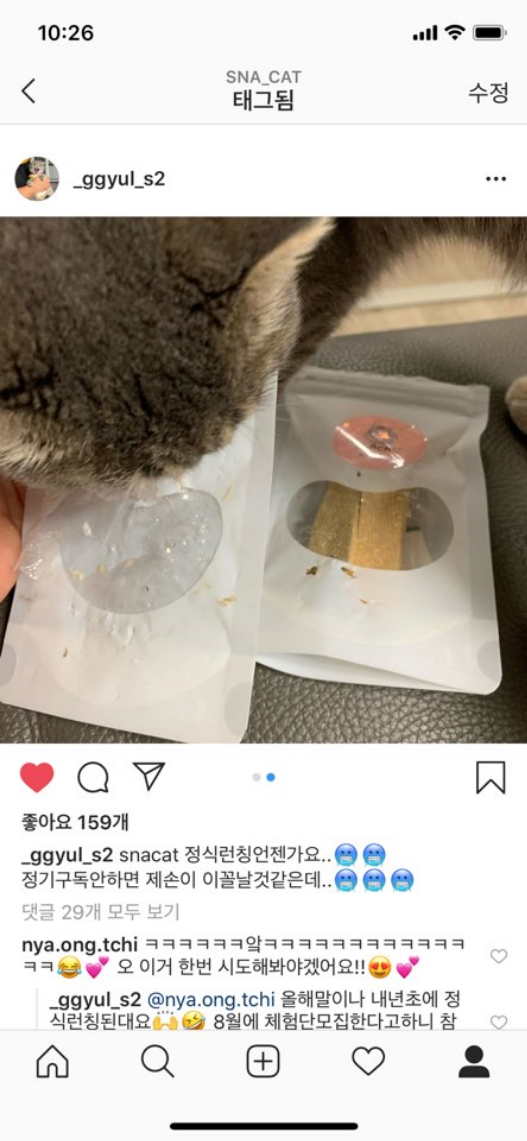 10:26
SNA_CAT
태그됨
수정
_ggyul_s2
좋아요 159개
_ggyul_s2 snacat 정식런칭언젠가요..🥶🥶
정기구독안하면 제손이 이꼴날것같은데..🥶🥶🥶
댓글 29개 모두 보기
nya.ong.tchi ㅋㅋㅋㅋㅋㅋ앜ㅋㅋㅋㅋㅋㅋㅋㅋㅋㅋㅋㅋ
ㅋㅋ😂💕 오 이거 한번 시도해봐야겠어요!!😍💕
_ggyul_s2 @nya.ong.tchi 올해말이나 내년초에 정
식런칭된대요🙌🤣 8월에 체험단모집한다고하니 참